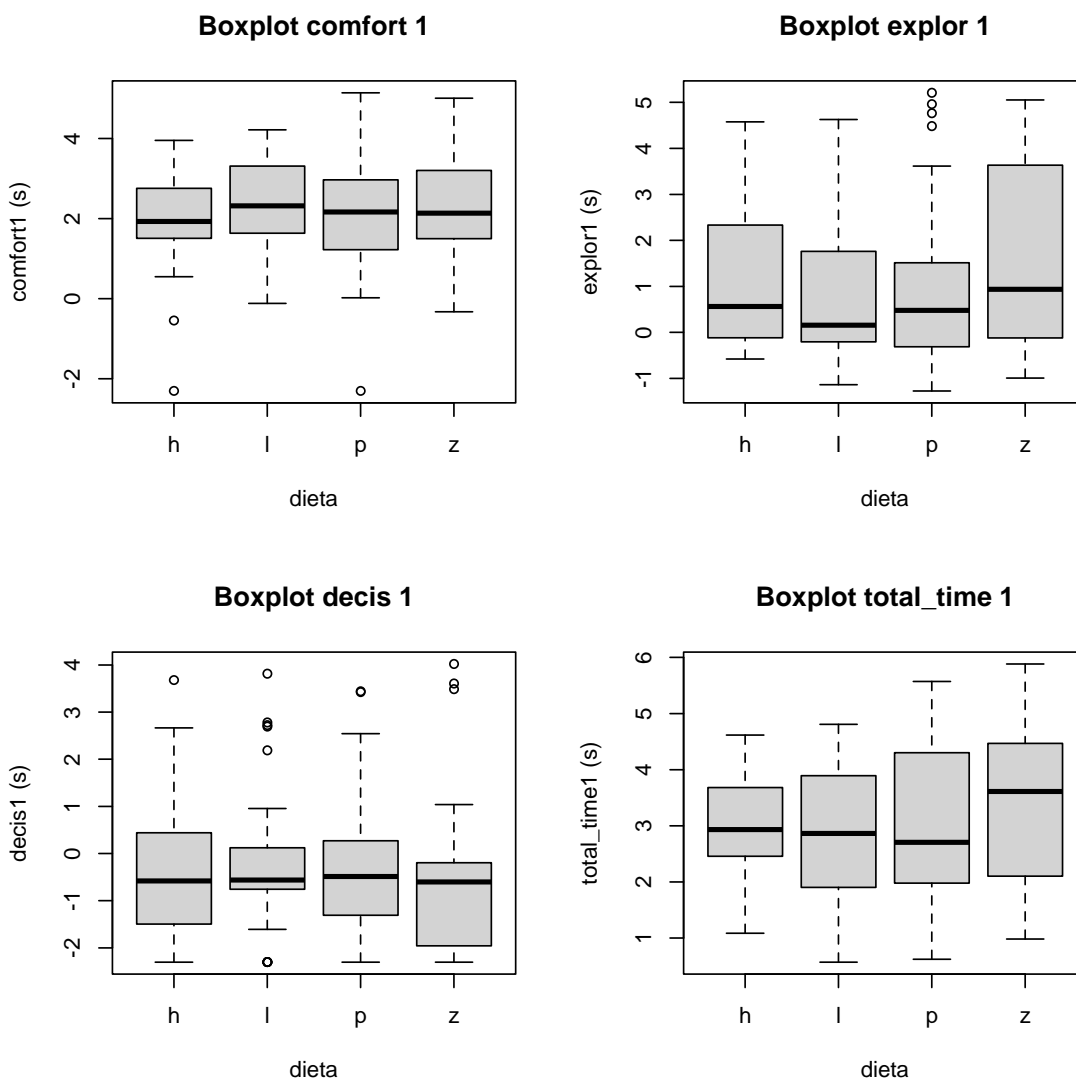 Boxplot comfort 1
comfort1 (s)
4
2
0
-2
h l p z
dieta
Boxplot explor 1
explor1 (s)
5
4
3
2
1
0
-1
h l p z
dieta
Boxplot decis 1
decis1 (s)
4
3
2
1
0
-1
-2
h l p z
dieta
Boxplot total_time 1
total_time1 (s)
6
5
4
3
2
1
h l p z
dieta